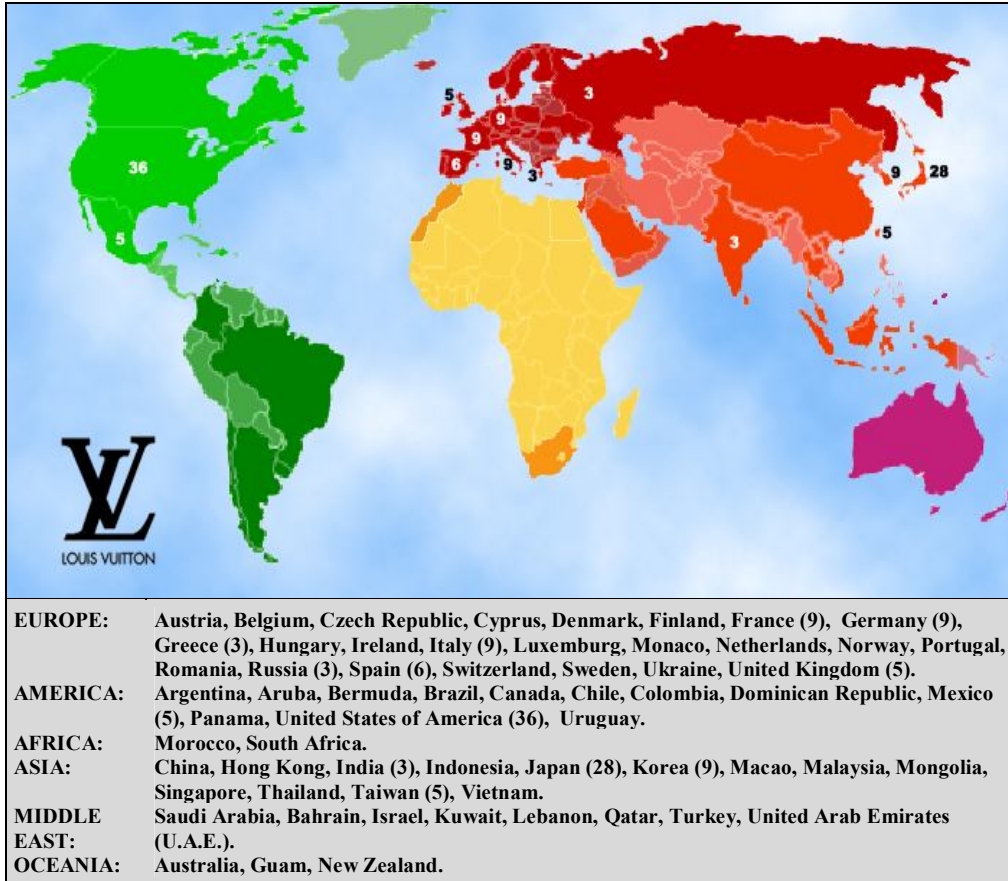 5
3
9
9
36
6
9
3
9
28
5
3
5
LV
LOUIS VUITTON
EUROPE: Austria, Belgium, Czech Republic, Cyprus, Denmark, Finland, France (9), Germany (9),
Greece (3), Hungary, Ireland, Italy (9), Luxemburg, Monaco, Netherlands, Norway, Portugal,
Romania, Russia (3), Spain (6), Switzerland, Sweden, Ukraine, United Kingdom (5).
AMERICA: Argentina, Aruba, Bermuda, Brazil, Canada, Chile, Colombia, Dominican Republic, Mexico
(5), Panama, United States of America (36), Uruguay.
AFRICA: Morocco, South Africa.
ASIA: China, Hong Kong, India (3), Indonesia, Japan (28), Korea (9), Macao, Malaysia, Mongolia,
Singapore, Thailand, Taiwan (5), Vietnam.
MIDDLE Saudi Arabia, Bahrain, Israel, Kuwait, Lebanon, Qatar, Turkey, United Arab Emirates
EAST: (U.A.E.).
OCEANIA: Australia, Guam, New Zealand.